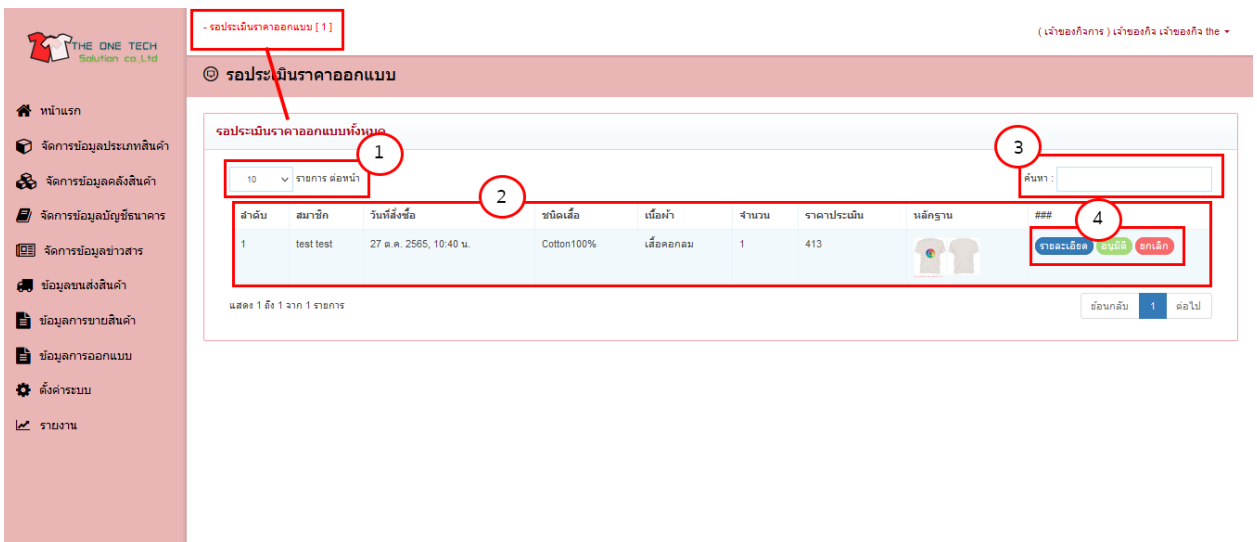 THE ONE TECH
Solution co.,Ltd
- รอประเมินราคาออกแบบ [ 1 ]
( เจ้าของกิจการ ) เจ้าของกิจ เจ้าของกิจ the
รอประเมินราคาออกแบบ
หน้าแรก
จัดการข้อมูลประเภทสินค้า
จัดการข้อมูลคลังสินค้า
จัดการข้อมูลบัญชีธนาคาร
จัดการข้อมูลข่าวสาร
ข้อมูลขนส่งสินค้า
ข้อมูลการขายสินค้า
ข้อมูลการออกแบบ
ตั้งค่าระบบ
รายงาน
รอประเมินราคาออกแบบทั้งหมด
1
3
10 รายการ ต่อหน้า
ค้นหา :
2
4
ลำดับ สมาชิก วันที่สั่งซื้อ ชนิดเสื้อ เนื้อผ้า จำนวน ราคาประเมิน หลักฐาน ###
1 test test 27 ต.ค. 2565, 10:40 น. Cotton100% เสื้อคอกลม 1 413 รายละเอียด อนุมัติ ยกเลิก
แสดง 1 ถึง 1 จาก 1 รายการ
ย้อนกลับ 1 ต่อไป